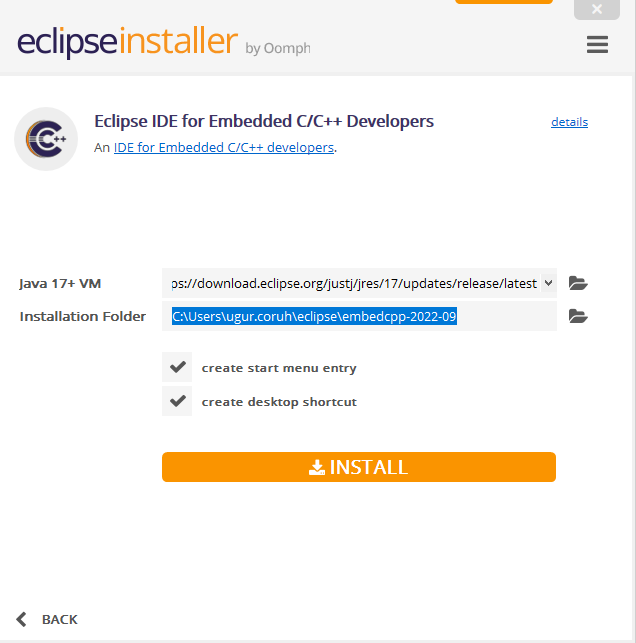 eclipseinstaller by Oomph
Eclipse IDE for Embedded C/C++ Developers
details
An IDE for Embedded C/C++ developers.
Java 17+ VM
ps://download.eclipse.org/justj/jres/17/updates/release/latest
Installation Folder
C:\Users\ugur.coruh\eclipse\embedcpp-2022-09
create start menu entry
create desktop shortcut
INSTALL
BACK